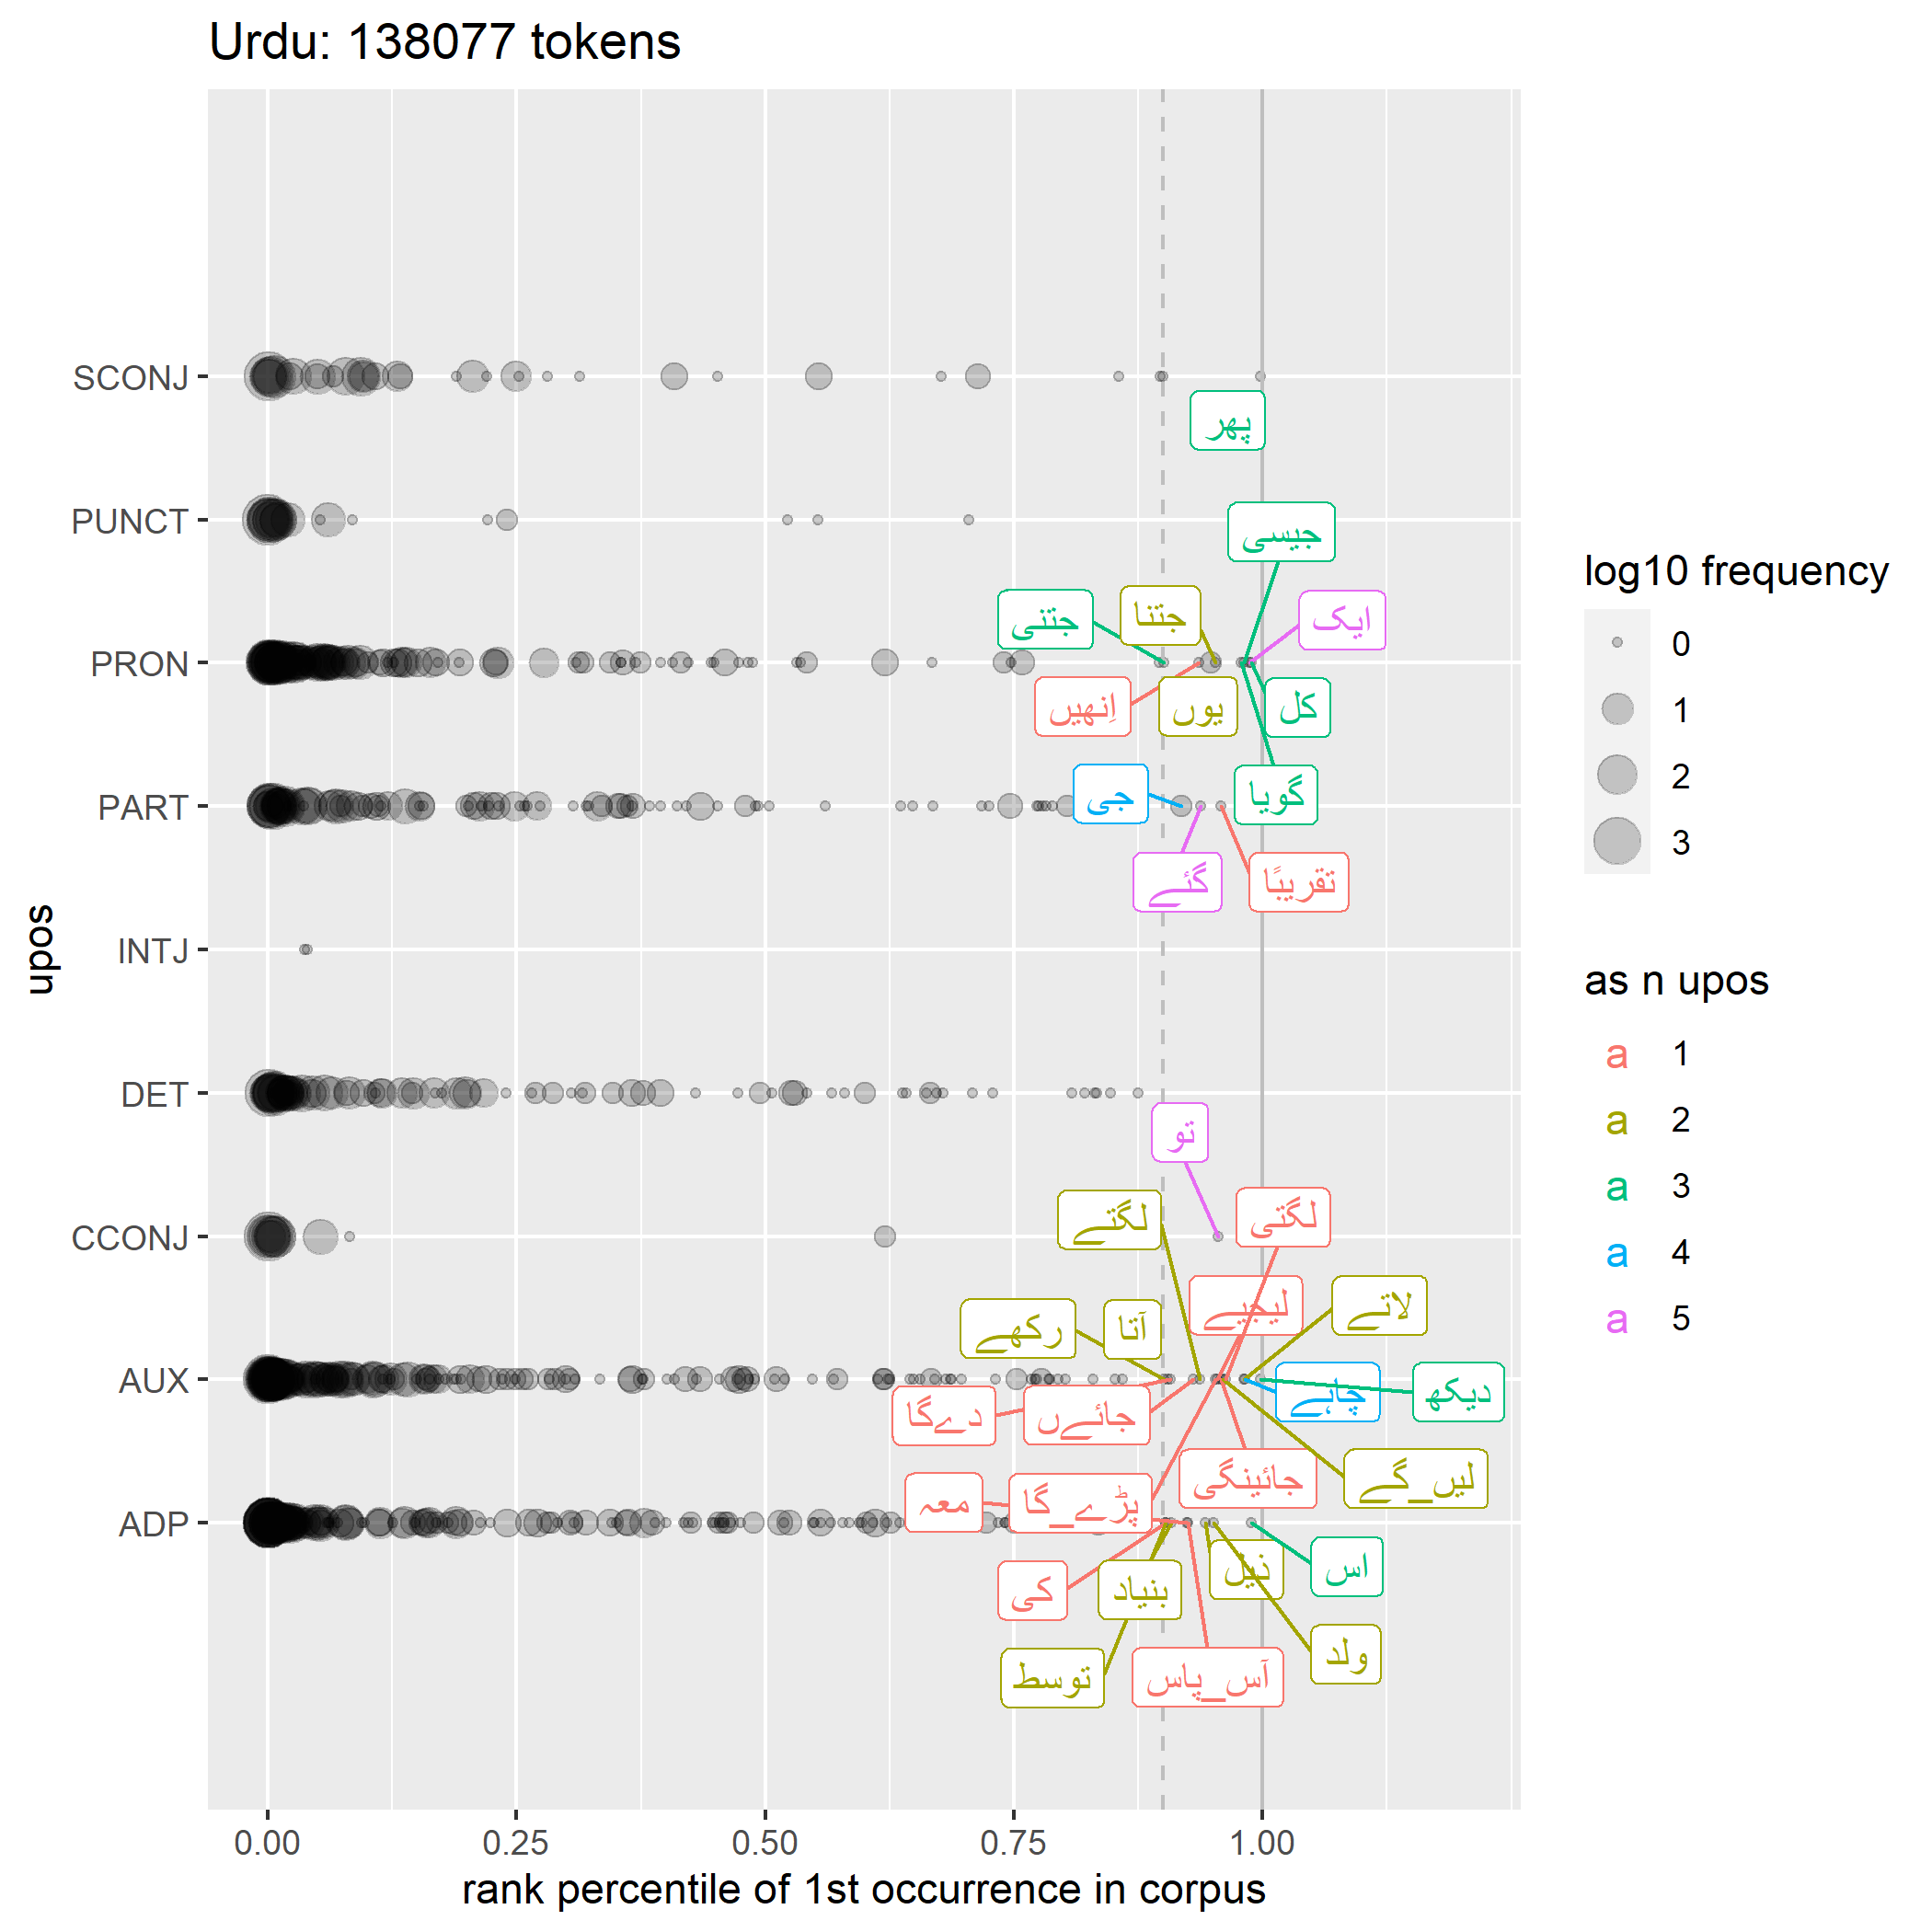 Urdu: 138077 tokens
upos
SCONJ
PUNCT
PRON
PART
INTJ
DET
CCONJ
AUX
ADP
پھر
جیسی
جتنی
جتنا
ایک
اِنھیں
یوں
کل
جی
گویا
گئے
تقریبًا
تو
لگتے
لگتی
رکھے
آتا
لیجیے
لاتے
دےگا
جائےں
چاہے
دیکھ
معہ
پڑے_گا
جائینگی
لیں_گے
کی
بنیاد
ذیل
اس
توسط
آس_پاس
ولد
0.00
0.25
0.50
0.75
1.00
rank percentile of 1st occurrence in corpus
log10 frequency
0
1
2
3
as n upos
a 1
a 2
a 3
a 4
a 5